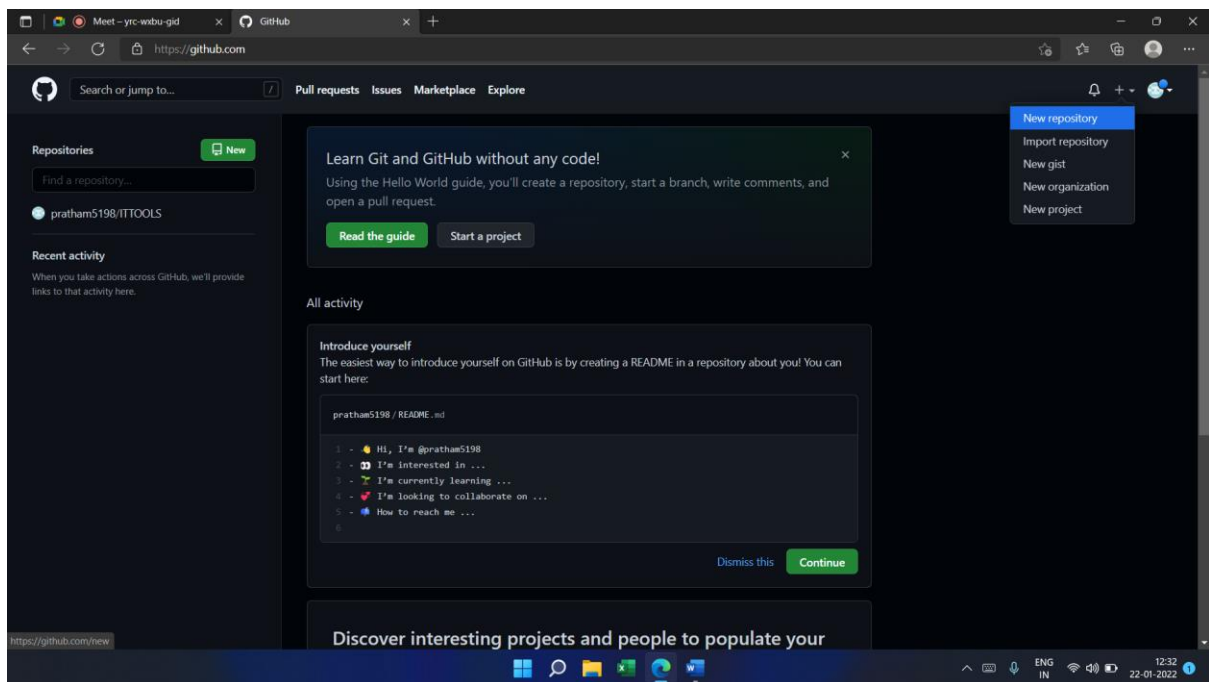 Meet – yrc-wxbu-gid
GitHub
https://github.com
Search or jump to...
/
Pull requests Issues Marketplace Explore
New repository
Import repository
New gist
New organization
New project
Repositories
New
Find a repository...
pratham5198/ITTOOLS
Recent activity
When you take actions across GitHub, we'll provide
links to that activity here.
Learn Git and GitHub without any code!
Using the Hello World guide, you'll create a repository, start a branch, write comments, and
open a pull request.
Read the guide
Start a project
All activity
Introduce yourself
The easiest way to introduce yourself on GitHub is by creating a README in a repository about you! You can
start here:
pratham5198 / README.md
1 - 👋 Hi, I'm @pratham5198
2 - 👀 I'm interested in ...
3 - 🌱 I'm currently learning ...
4 - 💞️ I'm looking to collaborate on ...
5 - 📫 How to reach me ...
6
Dismiss this
Continue
Discover interesting projects and people to populate your
https://github.com/new
ENG
IN
12:32
22-01-2022
1